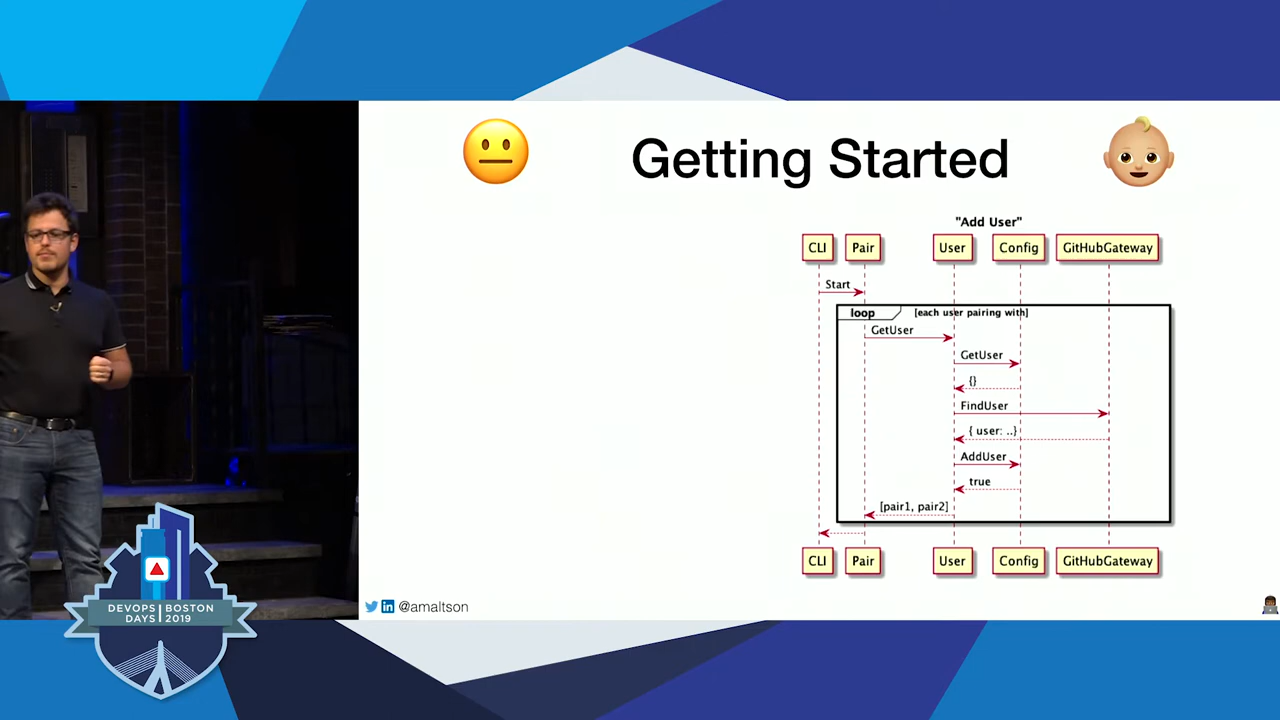 Getting Started
"Add User"
CLI Pair User Config GitHubGateway
Start
loop [each user pairing with]
GetUser
GetUser
{}
FindUser
{ user: ..}
AddUser
true
[pair1, pair2]
CLI Pair User Config GitHubGateway
@amaltson
DEVOPS BOSTON
DAYS 2019